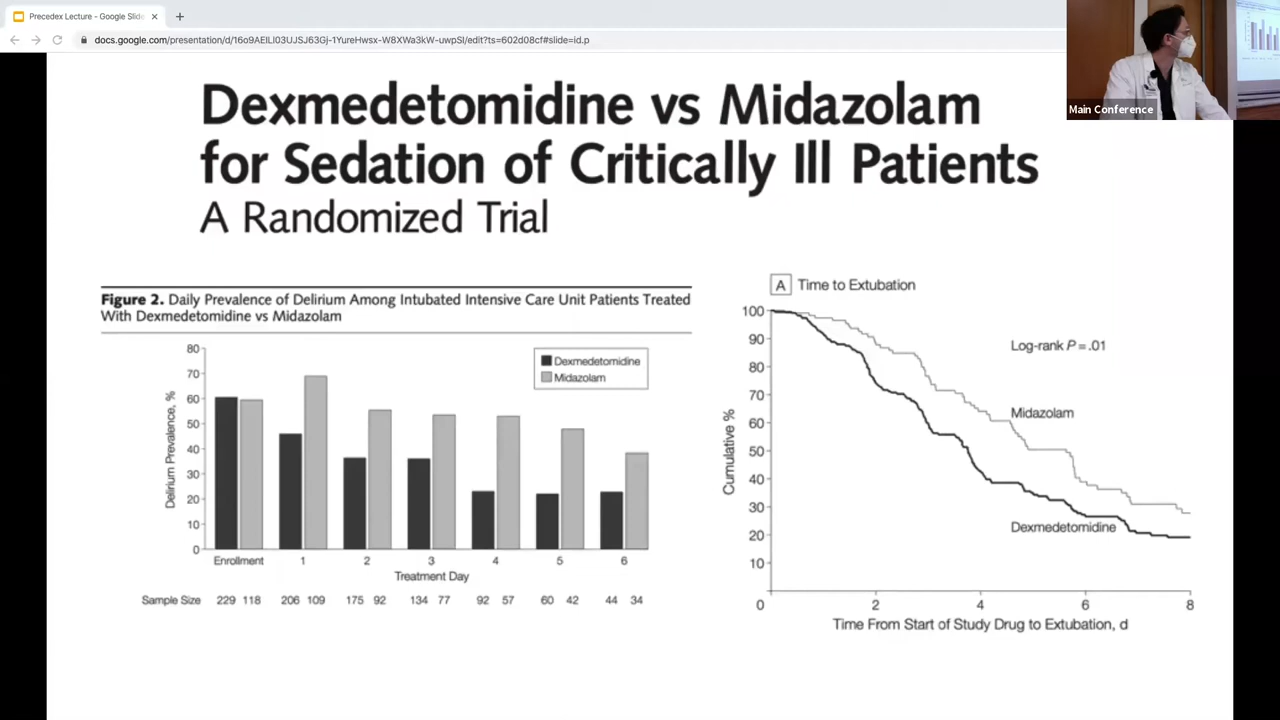 Precedex Lecture - Google Slide
docs.google.com/presentation/d/16o9AEILI03UJSJ63Gj-1YureHwsx-W8XWa3kW-uwpSI/edit?ts=602d08cf#slide=id.p
Main Conference
Dexmedetomidine vs Midazolam
for Sedation of Critically Ill Patients
A Randomized Trial
Figure 2. Daily Prevalence of Delirium Among Intubated Intensive Care Unit Patients Treated
With Dexmedetomidine vs Midazolam
80
70
60
50
40
30
20
10
0
Delirium Prevalence, %
Dexmedetomidine
Midazolam
Enrollment 1 2 3 4 5 6
Treatment Day
Sample Size 229 118 206 109 175 92 134 77 92 57 60 42 44 34
A Time to Extubation
100
90
80
70
60
50
40
30
20
10
Cumulative %
Log-rank P = .01
Midazolam
Dexmedetomidine
0 2 4 6 8
Time From Start of Study Drug to Extubation, d